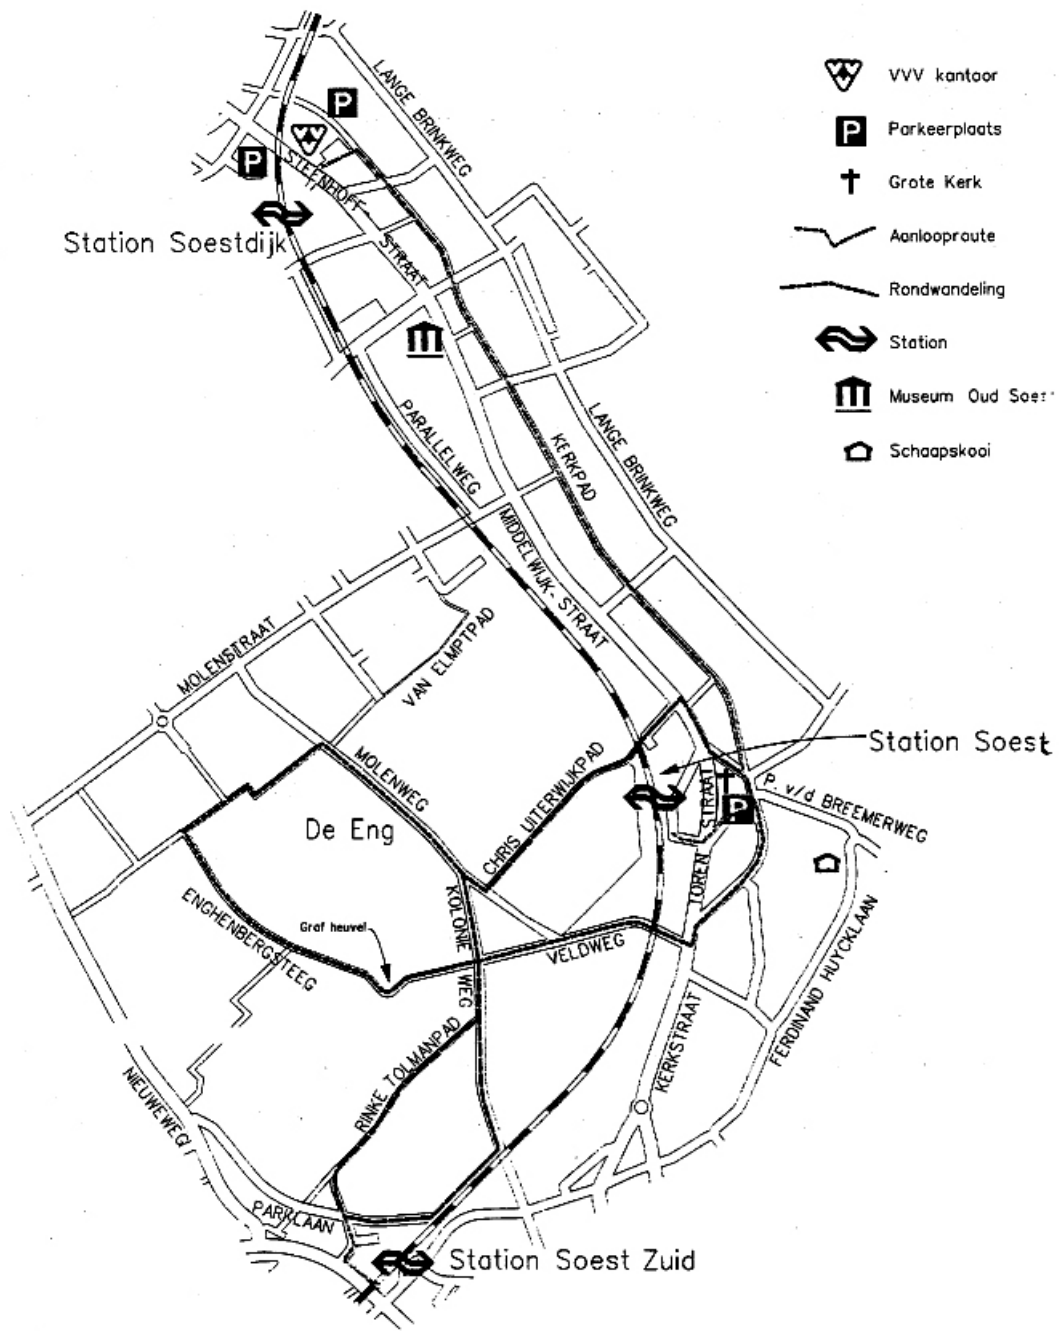 LANGE BRINKWEG
VVV kantoor
P
Parkeerplaats
P
VVV
P
STEENHOFF-
STRAAT
Grote Kerk
Station Soestdijk
Aanlooproute
Rondwandeling
Station
Museum Oud Soest
Schaapskooi
PARALLELWEG
KERKPAD
LANGE BRINKWEG
MIDDELWIJK-STRAAT
MOLENSTRAAT
VAN ELMPTPAD
Station Soest
MOLENWEG
CHRIS UITERWIJKPAD
De Eng
STRAAT
TOREN
P
P. v/d BREEMERWEG
ENGHENBERGSTEEG
Graf heuvel
KOLONIE
WEG
VELDWEG
FERDINAND HUYCKLAAN
KERKSTRAAT
RINKE TOLMANPAD
NIEUWEWEG
PARKLAAN
Station Soest Zuid